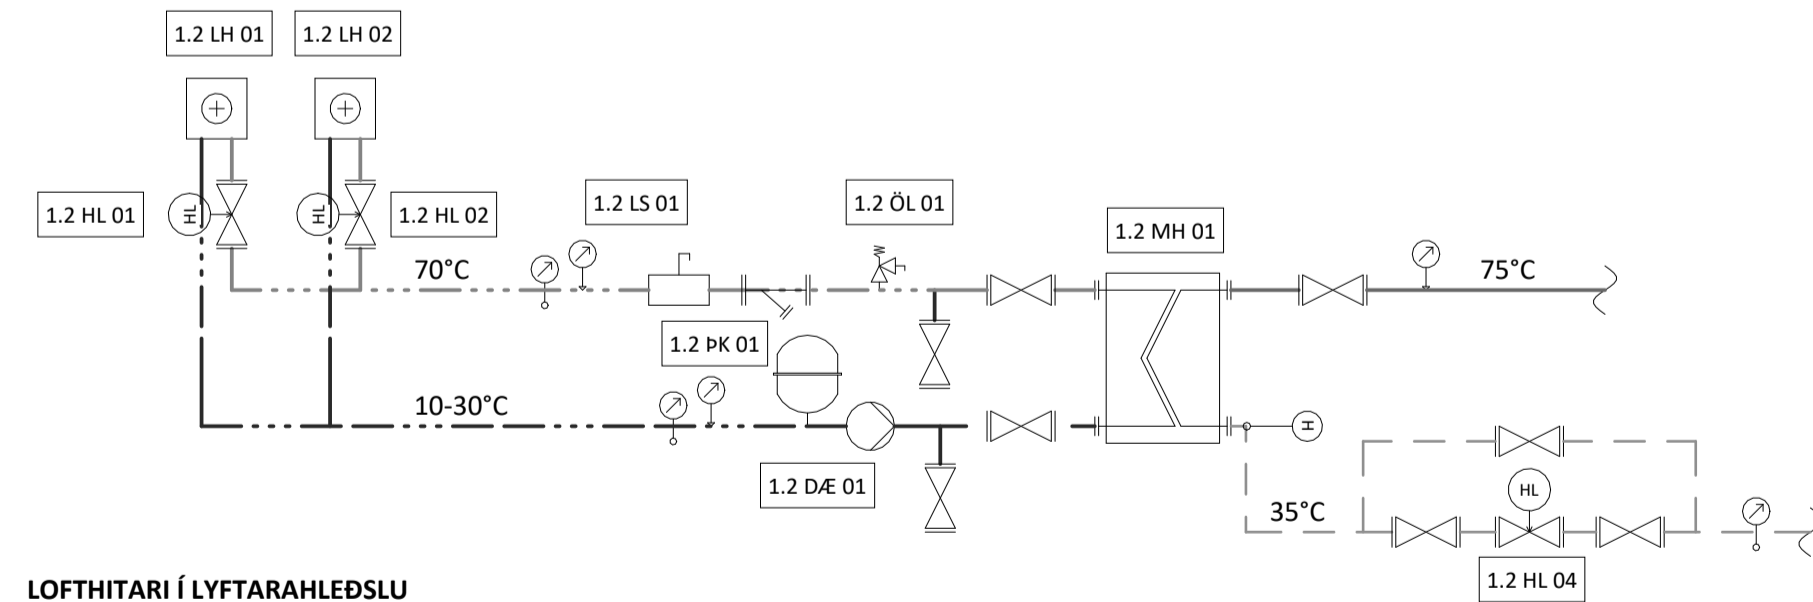 1.2 LH 01
1.2 LH 02
1.2 HL 01
HL
HL
1.2 HL 02
1.2 LS 01
1.2 ÖL 01
1.2 MH 01
70°C
75°C
1.2 ÞK 01
10-30°C
H
1.2 DÆ 01
HL
35°C
1.2 HL 04
LOFTHITARI Í LYFTARAHLEÐSLU